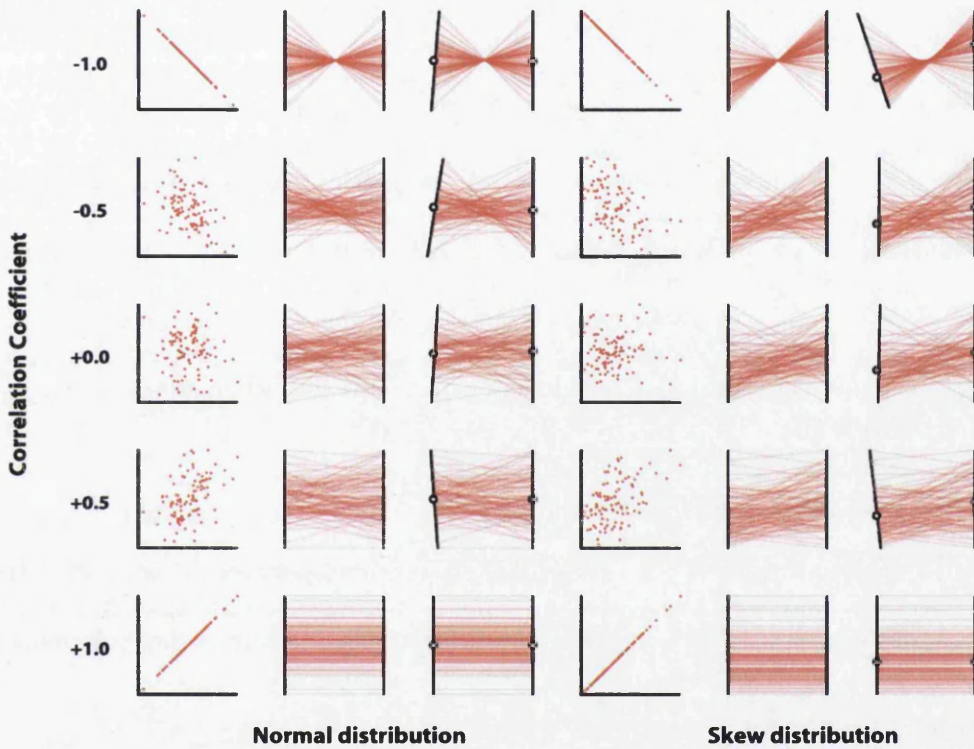 Correlation Coefficient
-1.0
-0.5
+0.0
+0.5
+1.0
Normal distribution
Skew distribution